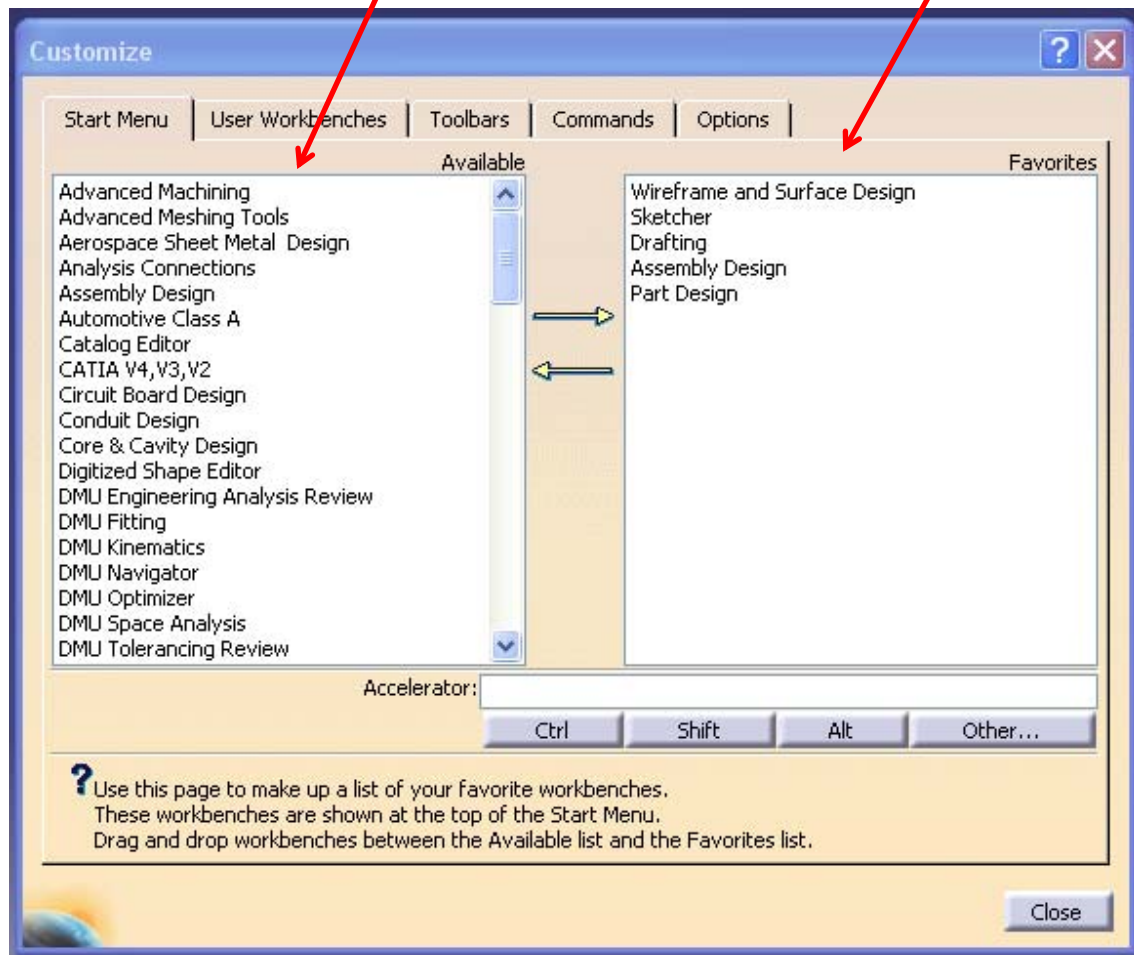 Customize
Start Menu
User Workbenches
Toolbars
Commands
Options
Available
Advanced Machining
Advanced Meshing Tools
Aerospace Sheet Metal Design
Analysis Connections
Assembly Design
Automotive Class A
Catalog Editor
CATIA V4,V3,V2
Circuit Board Design
Conduit Design
Core & Cavity Design
Digitized Shape Editor
DMU Engineering Analysis Review
DMU Fitting
DMU Kinematics
DMU Navigator
DMU Optimizer
DMU Space Analysis
DMU Tolerancing Review
Favorites
Wireframe and Surface Design
Sketcher
Drafting
Assembly Design
Part Design
Accelerator:
Ctrl
Shift
Alt
Other...
Use this page to make up a list of your favorite workbenches.
These workbenches are shown at the top of the Start Menu.
Drag and drop workbenches between the Available list and the Favorites list.
Close